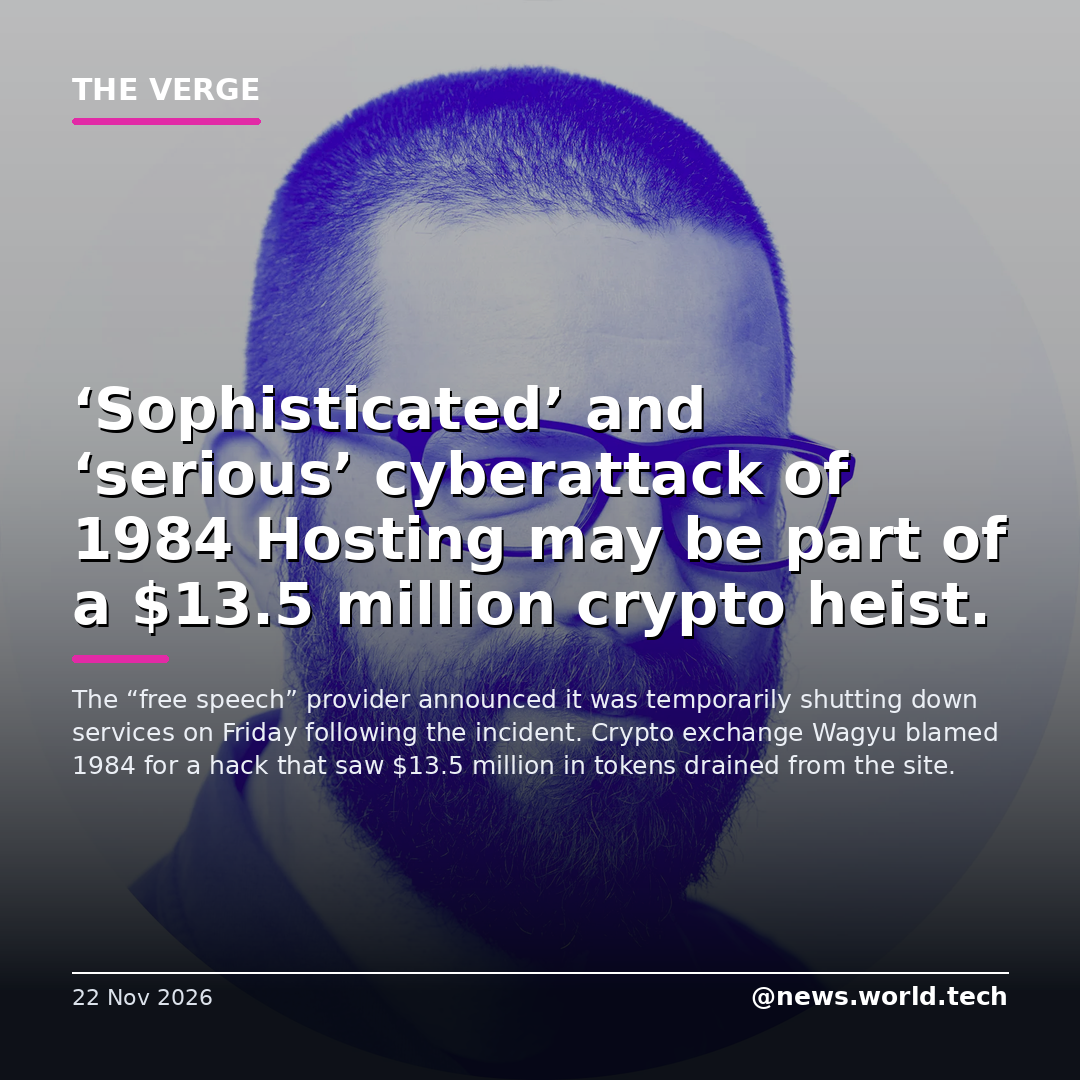 THE VERGE
‘Sophisticated’ and
‘serious’ cyberattack of
1984 Hosting may be part of
a $13.5 million crypto heist.
The “free speech” provider announced it was temporarily shutting down
services on Friday following the incident. Crypto exchange Wagyu blamed
1984 for a hack that saw $13.5 million in tokens drained from the site.
22 Nov 2026
@news.world.tech